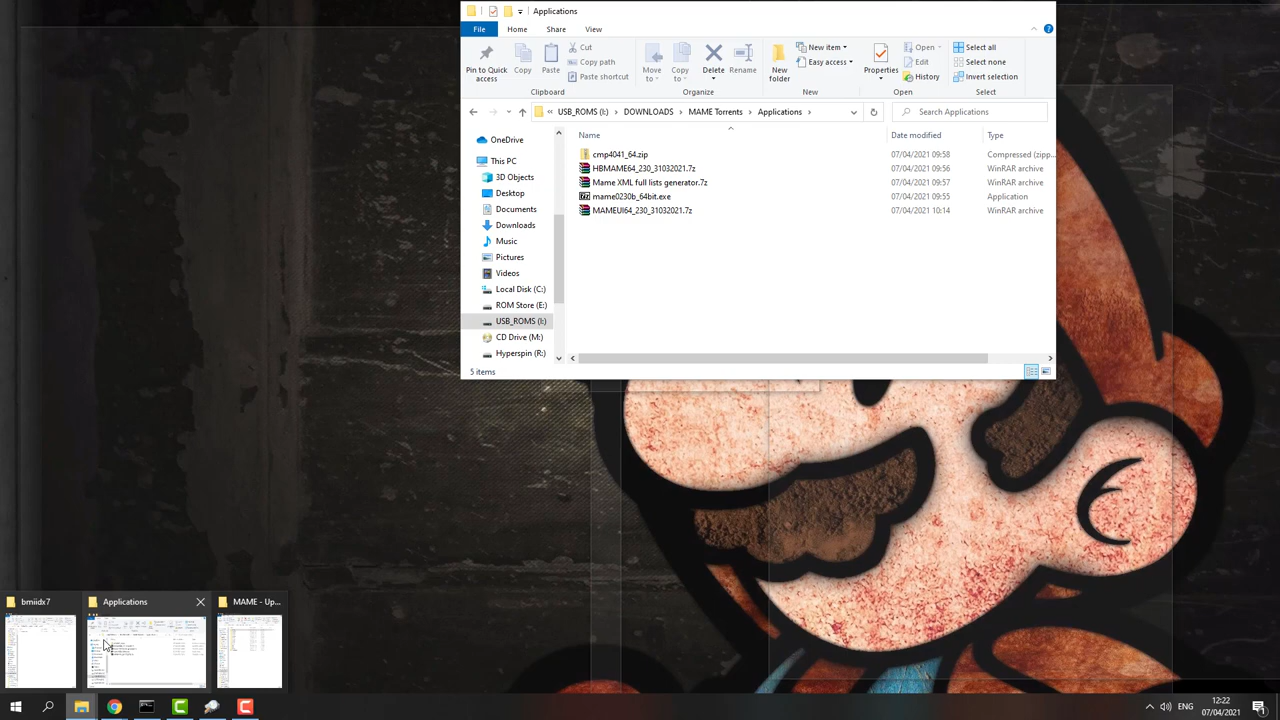 Applications
File Home Share View
Pin to Quick access
Copy
Paste
Cut
Copy path
Paste shortcut
Clipboard
Move to
Copy to
Delete
Rename
Organize
New folder
New item
Easy access
New
Properties
Open
Edit
History
Open
Select all
Select none
Invert selection
Select
« USB_ROMS (I:) > DOWNLOADS > MAME Torrents > Applications >
Search Applications
OneDrive
This PC
3D Objects
Desktop
Documents
Downloads
Music
Pictures
Videos
Local Disk (C:)
ROM Store (E:)
USB_ROMS (I:)
CD Drive (M:)
Hyperspin (R:)
Name Date modified Type
cmp4041_64.zip 07/04/2021 09:58 Compressed (zipp...
HBMAME64_230_31032021.7z 07/04/2021 09:56 WinRAR archive
Mame XML full lists generator.7z 07/04/2021 09:57 WinRAR archive
mame0230b_64bit.exe 07/04/2021 09:55 Application
MAMEUI64_230_31032021.7z 07/04/2021 10:14 WinRAR archive
5 items
bmiidx7
Applications
MAME - Up...
ENG
12:22
07/04/2021